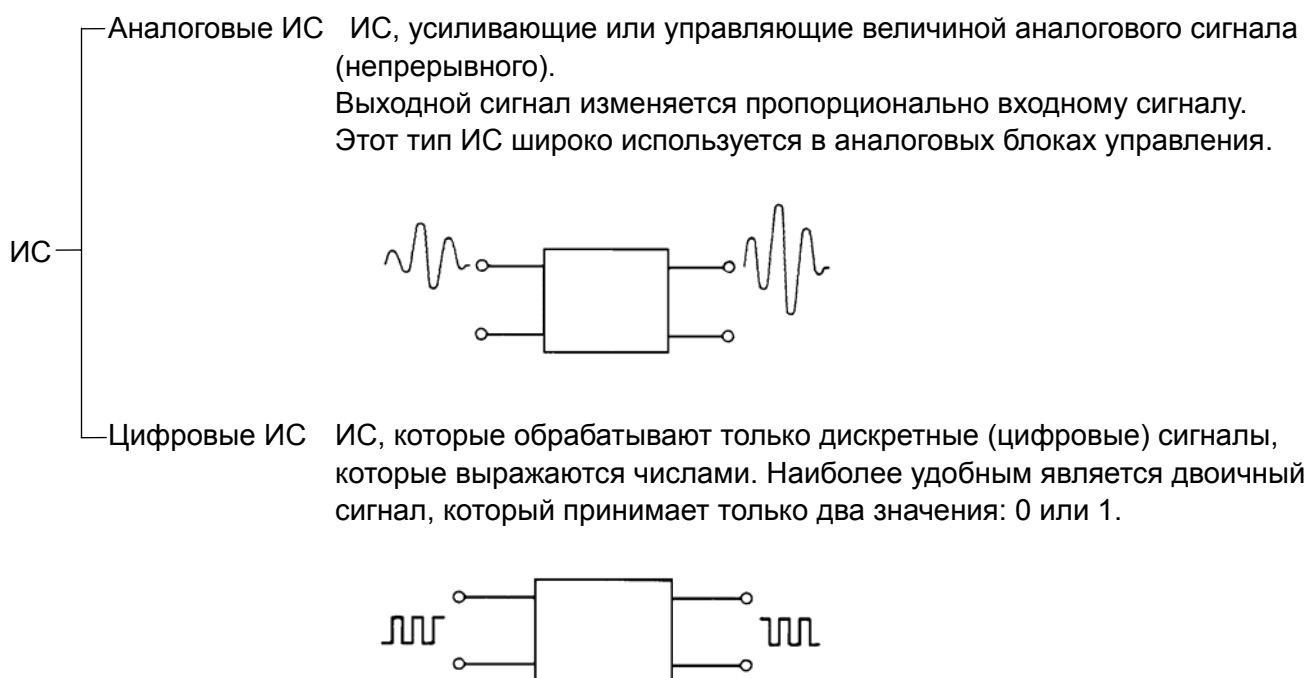 Аналоговые ИС ИС, усиливающие или управляющие величиной аналогового сигнала
(непрерывного).
Выходной сигнал изменяется пропорционально входному сигналу.
Этот тип ИС широко используется в аналоговых блоках управления.
ИС
Цифровые ИС ИС, которые обрабатывают только дискретные (цифровые) сигналы,
которые выражаются числами. Наиболее удобным является двоичный
сигнал, который принимает только два значения: 0 или 1.